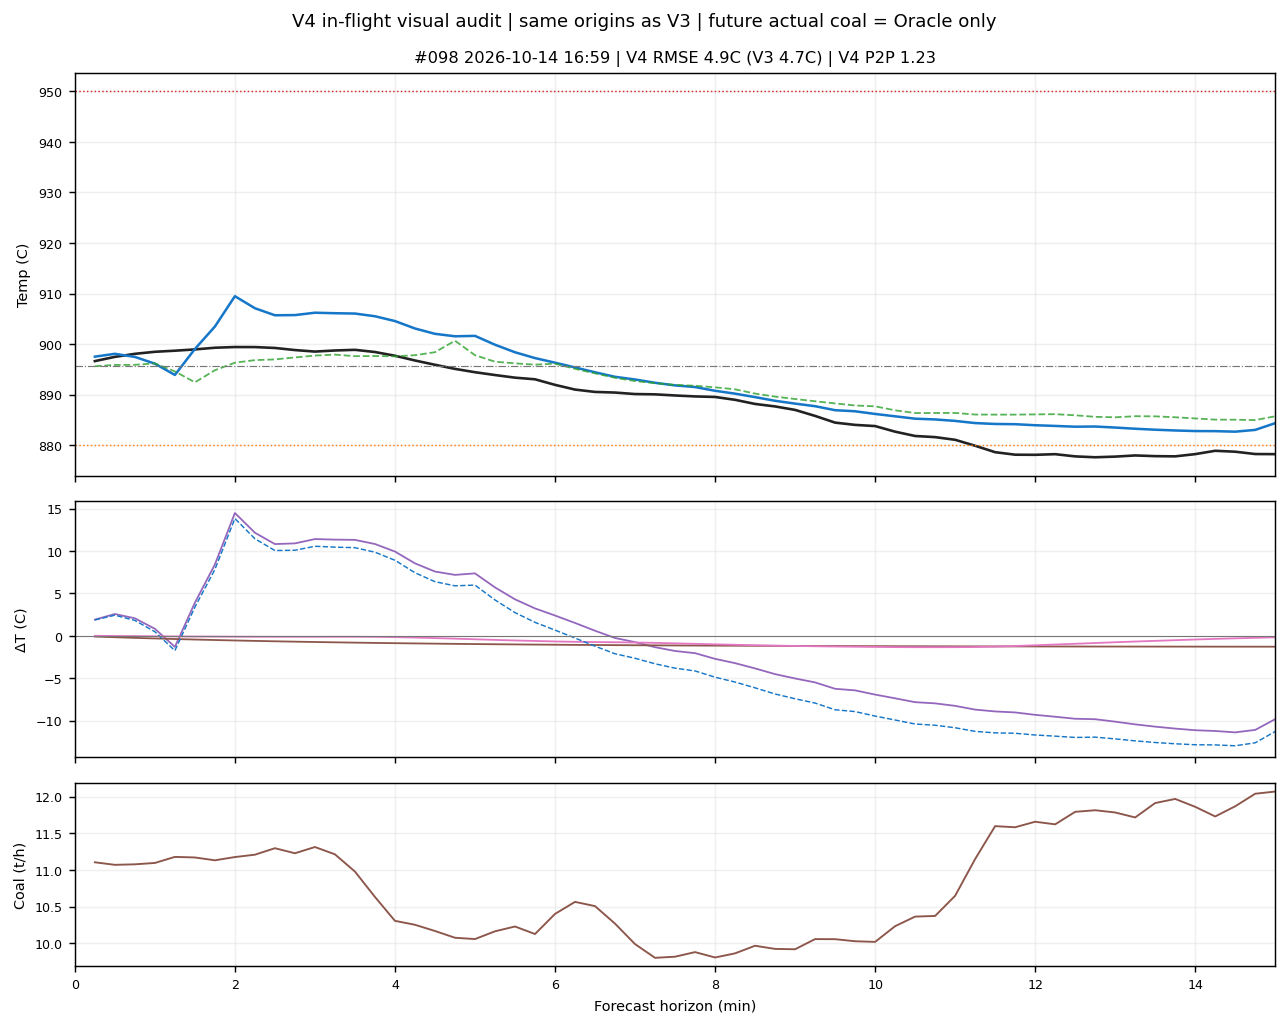 V4 in-flight visual audit | same origins as V3 | future actual coal = Oracle only
#098 2026-10-14 16:59 | V4 RMSE 4.9C (V3 4.7C) | V4 P2P 1.23
950
940
930
920
910
900
890
880
Temp (C)
15
10
5
0
−5
−10
ΔT (C)
12.0
11.5
11.0
10.5
10.0
Coal (t/h)
0 2 4 6 8 10 12 14
Forecast horizon (min)